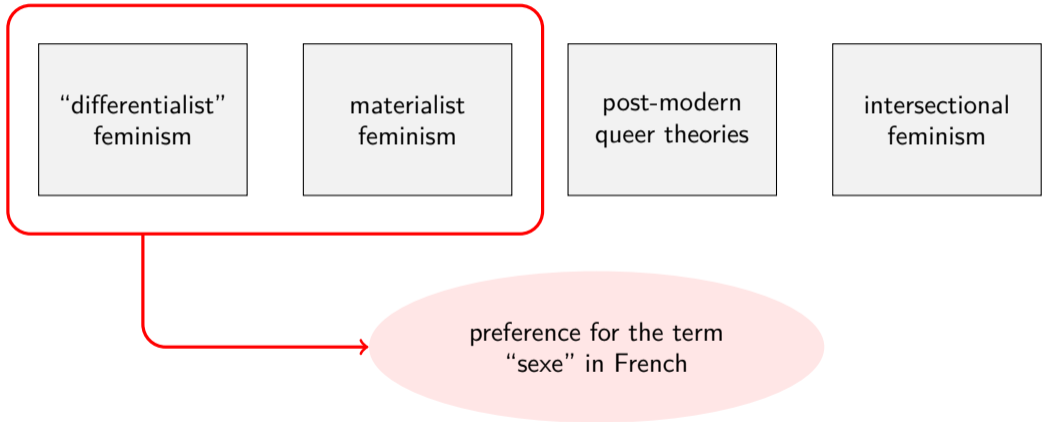 “differentialist”
feminism
materialist
feminism
post-modern
queer theories
intersectional
feminism
preference for the term
“sexe” in French